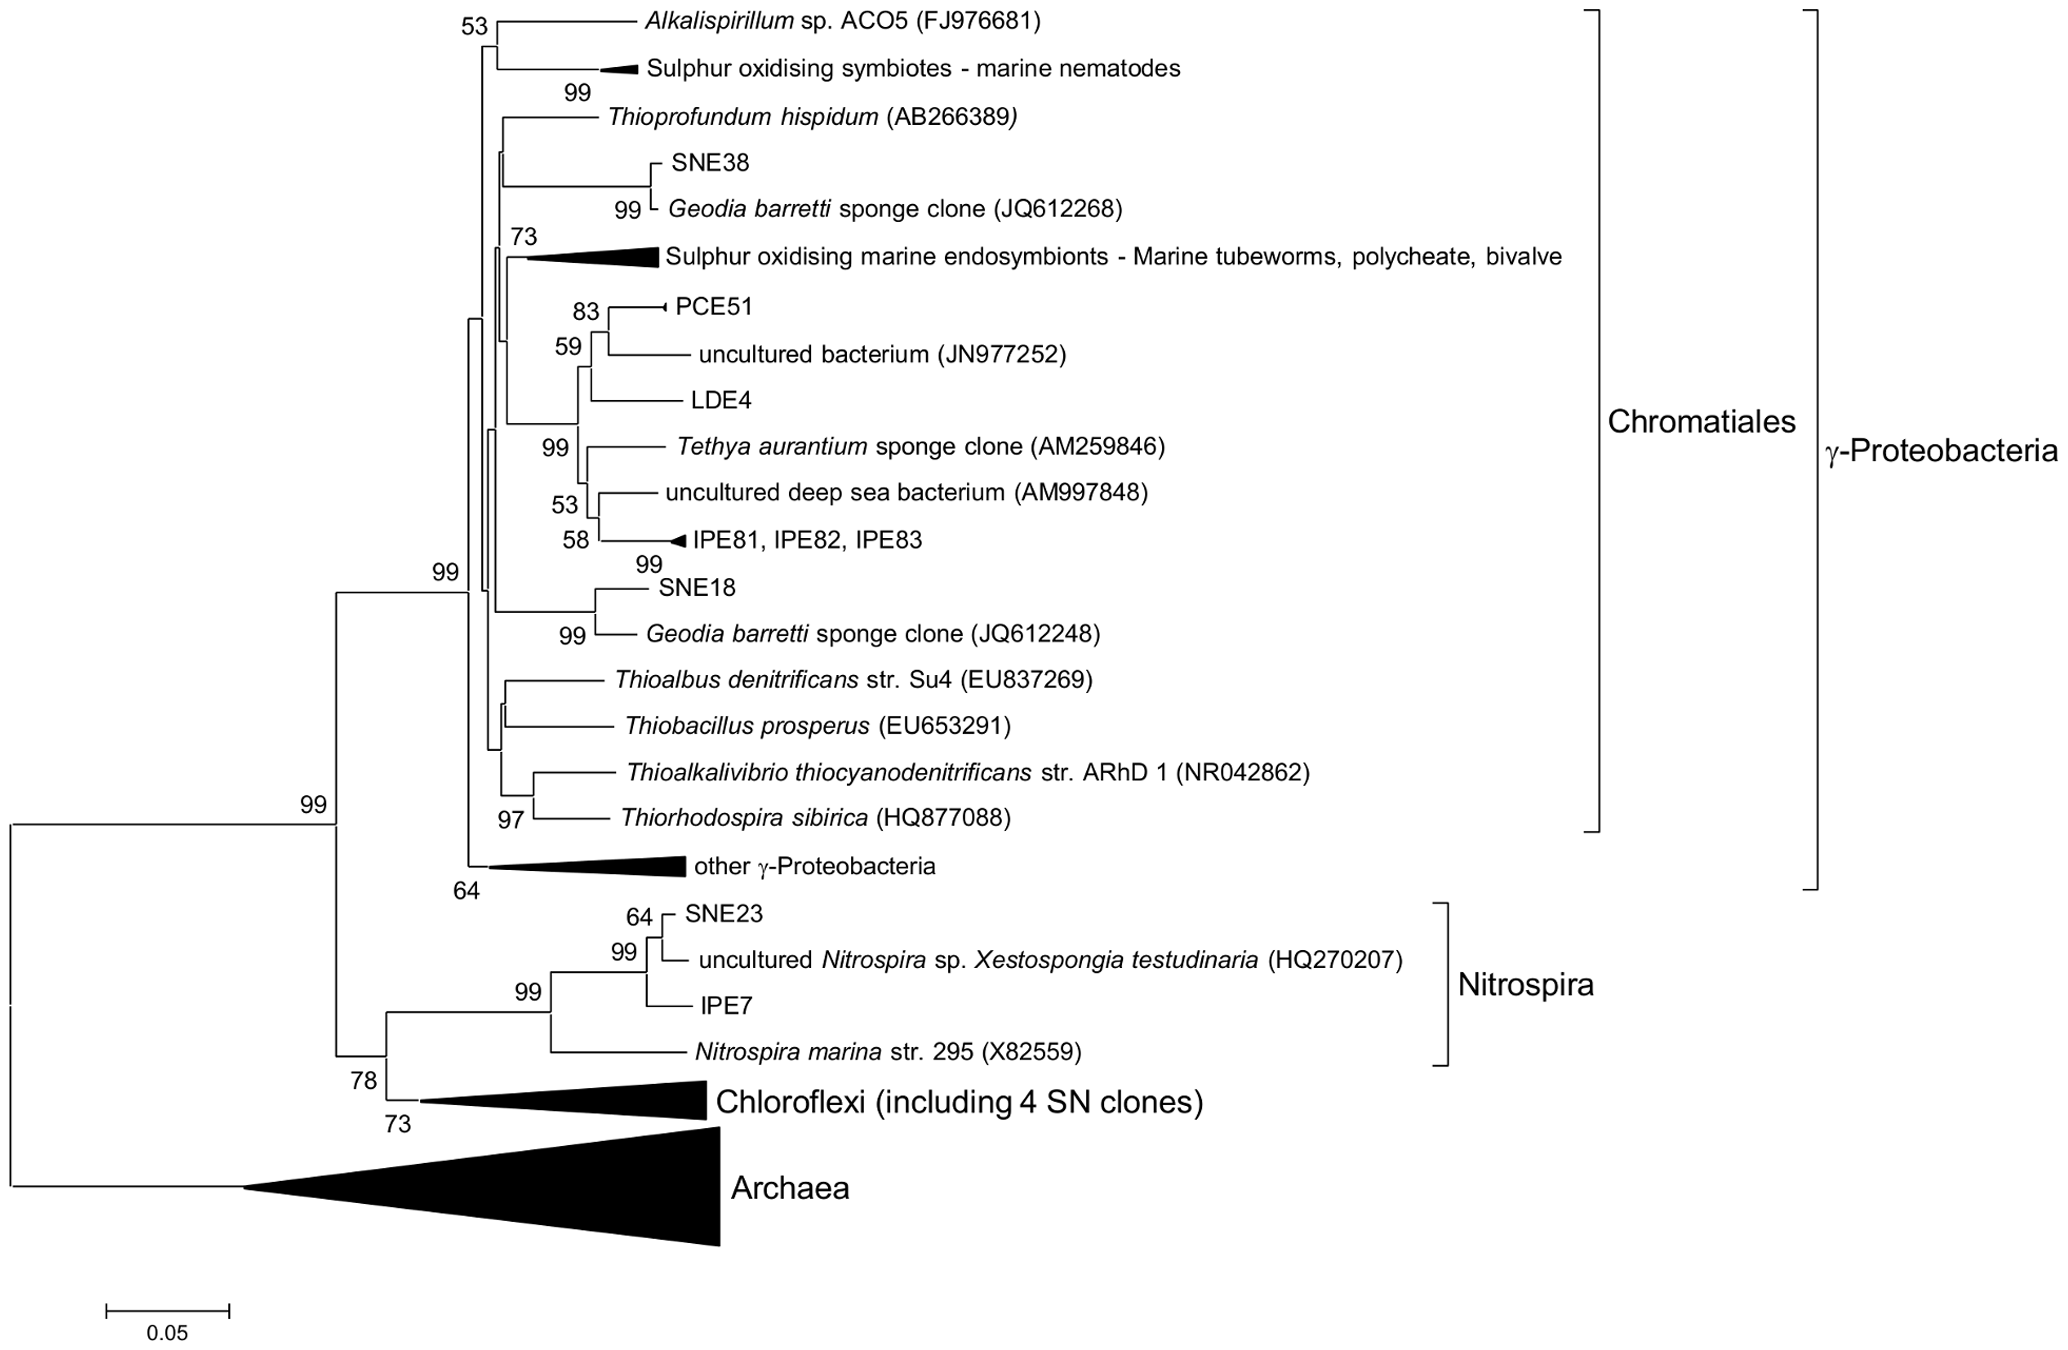 53
Alkalispirillum sp. ACO5 (FJ976681)
Sulphur oxidising symbiotes - marine nematodes
99
Thioprofundum hispidum (AB266389)
SNE38
99
Geodia barretti sponge clone (JQ612268)
73
Sulphur oxidising marine endosymbionts - Marine tubeworms, polycheate, bivalve
83
PCE51
59
uncultured bacterium (JN977252)
LDE4
99
Tethya aurantium sponge clone (AM259846)
uncultured deep sea bacterium (AM997848)
53
58
IPE81, IPE82, IPE83
99
99
SNE18
99
Geodia barretti sponge clone (JQ612248)
Thioalbus denitrificans str. Su4 (EU837269)
Thiobacillus prosperus (EU653291)
Thioalkalivibrio thiocyanodenitrificans str. ARhD 1 (NR042862)
97
Thiorhodospira sibirica (HQ877088)
Chromatiales
γ-Proteobacteria
99
other γ-Proteobacteria
64
64
SNE23
99
uncultured Nitrospira sp. Xestospongia testudinaria (HQ270207)
99
IPE7
Nitrospira marina str. 295 (X82559)
Nitrospira
78
Chloroflexi (including 4 SN clones)
73
Archaea
0.05